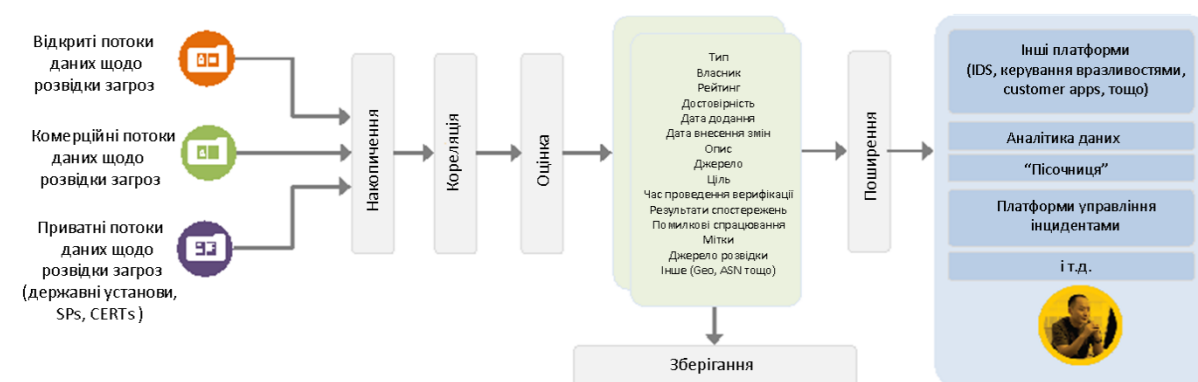 Відкриті потоки
даних щодо
розвідки загроз
Комерційні потоки
даних щодо
розвідки загроз
Приватні потоки
даних щодо
розвідки загроз
(державні установи,
SPs, CERTs )
Накопичення
Кореляція
Оцінка
Тип
Власник
Рейтинг
Достовірність
Дата додання
Дата внесення змін
Опис
Джерело
Ціль
Час проведення верифікації
Результати спостережень
Помилкові спрацювання
Мітки
Джерело розвідки
Інше (Geo, ASN тощо)
Зберігання
Поширення
Інші платформи
(IDS, керування вразливостями,
customer apps, тощо)
Аналітика даних
“Пісочниця”
Платформи управління
інцидентами
і т.д.